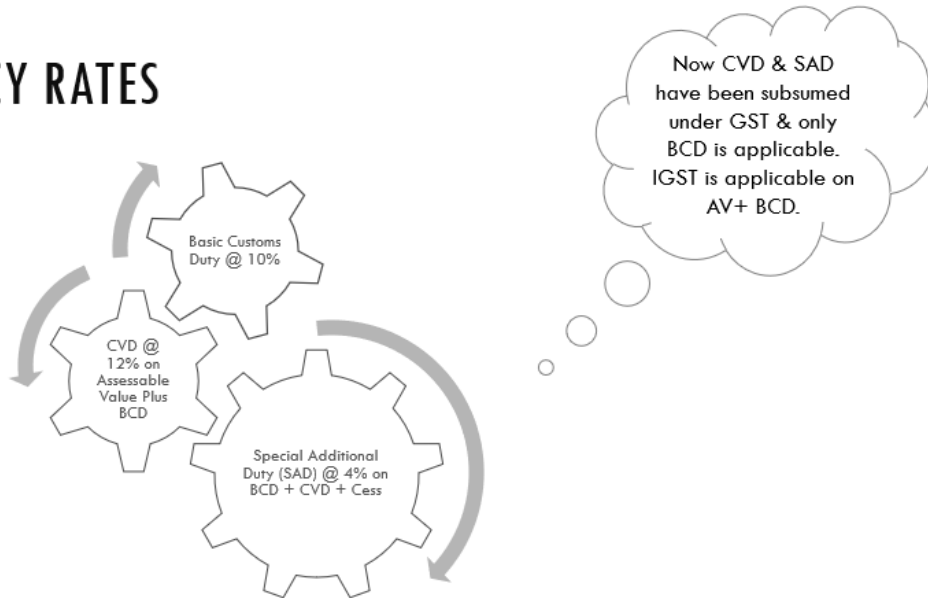 Y RATES
Now CVD & SAD
have been subsumed
under GST & only
BCD is applicable.
IGST is applicable on
AV+ BCD.
Basic Customs
Duty @ 10%
CVD @
12% on
Assessable
Value Plus
BCD
Special Additional
Duty (SAD) @ 4% on
BCD + CVD + Cess